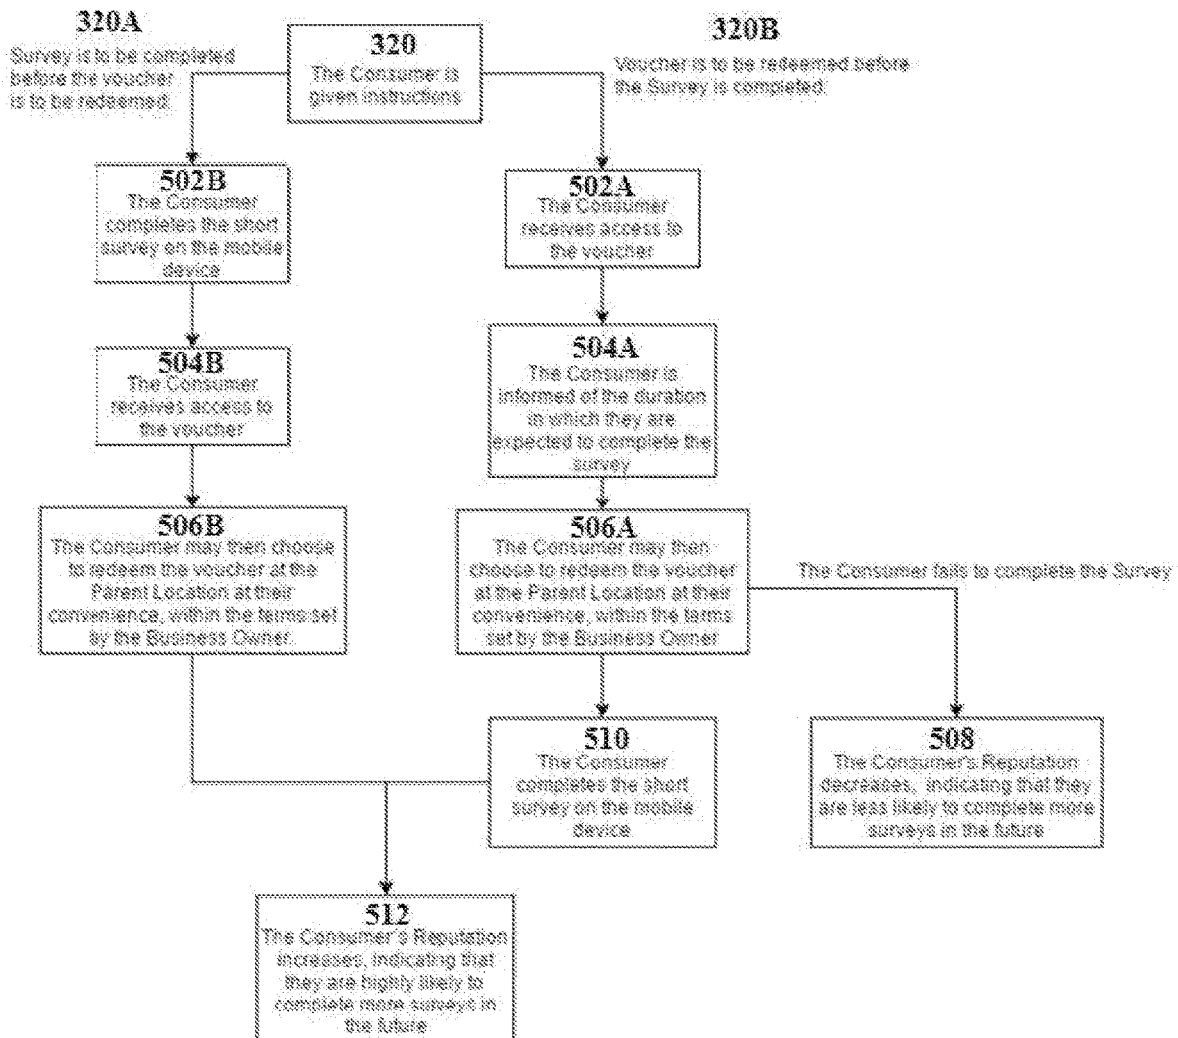 320A
Survey is to be completed
before the voucher
is to be redeemed.
320
The Consumer is
given instructions
320B
Voucher is to be redeemed before
the Survey is completed.
502B
The Consumer
completes the short
survey on the mobile
device
502A
The Consumer
receives access to
the voucher
504B
The Consumer
receives access to
the voucher
504A
The Consumer is
informed of the duration
in which they are
expected to complete the
survey
506B
The Consumer may then choose
to redeem the voucher at the
Parent Location at their
convenience, within the terms set
by the Business Owner.
506A
The Consumer may then
choose to redeem the voucher
at the Parent Location at their
convenience, within the terms
set by the Business Owner
The Consumer fails to complete the Survey
510
The Consumer
completes the short
survey on the mobile
device.
508
The Consumer's Reputation
decreases, indicating that they
are less likely to complete more
surveys in the future
512
The Consumer's Reputation
increases, indicating that
they are highly likely to
complete more surveys in
the future